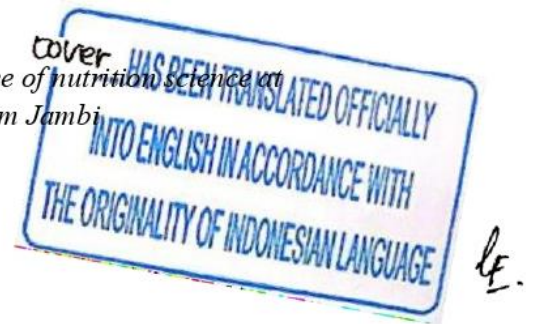 cover
e of nutrition science at
m Jambi
HAS BEEN TRANSLATED OFFICIALLY
INTO ENGLISH IN ACCORDANCE WITH
THE ORIGINALITY OF INDONESIAN LANGUAGE